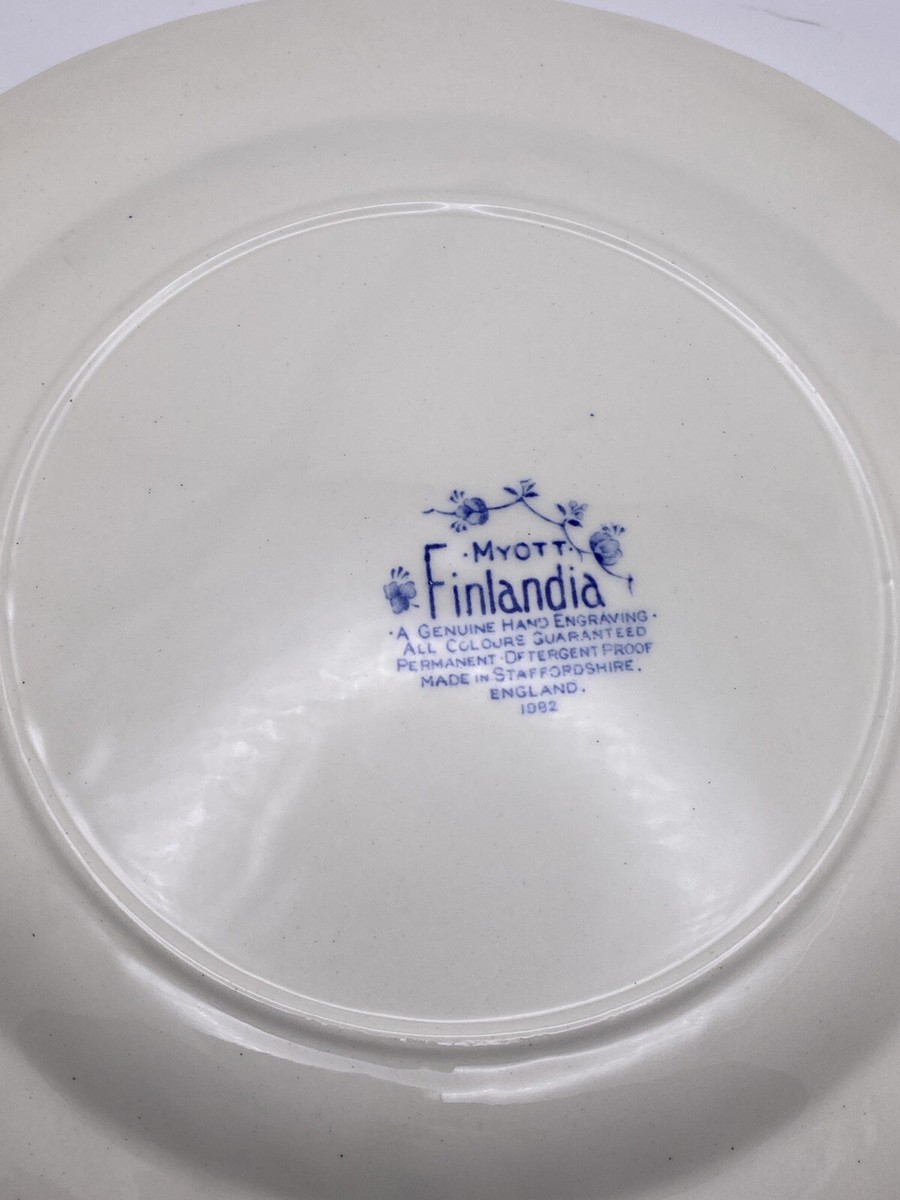 ·MYOTT·
Finlandia
·A GENUINE HAND ENGRAVING·
ALL COLOURS GUARANTEED
PERMANENT·DETERGENT PROOF
MADE IN STAFFORDSHIRE.
ENGLAND.
1982